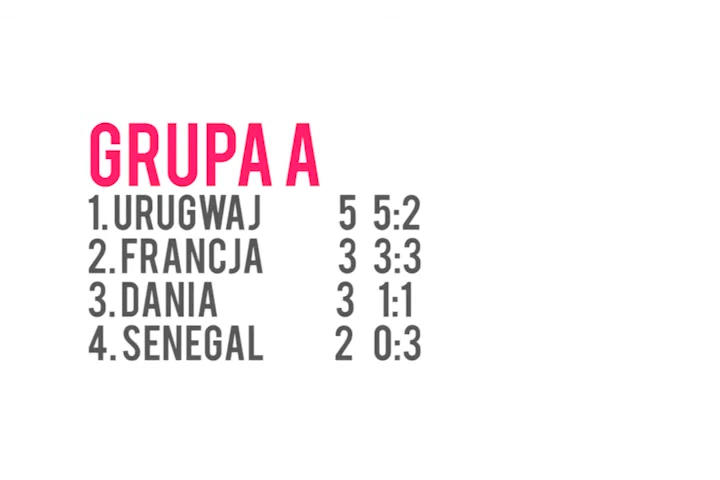 GRUPA A
1. URUGWAJ 5 5:2
2. FRANCJA 3 3:3
3. DANIA 3 1:1
4. SENEGAL 2 0:3